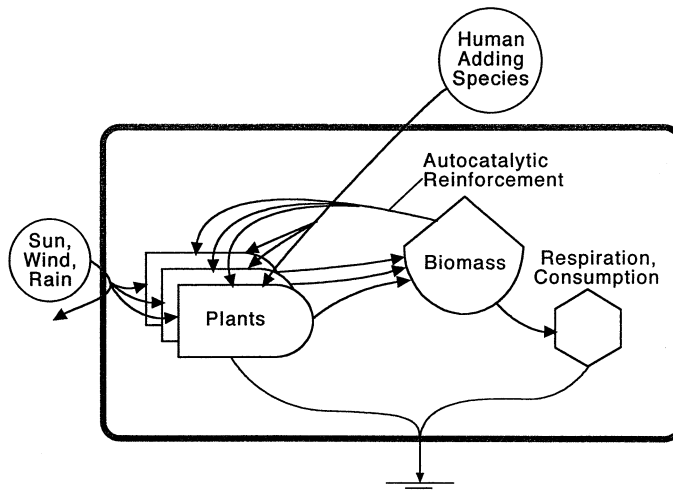 Human
Adding
Species
Autocatalytic
Reinforcement
Sun,
Wind,
Rain
Biomass
Respiration,
Consumption
Plants